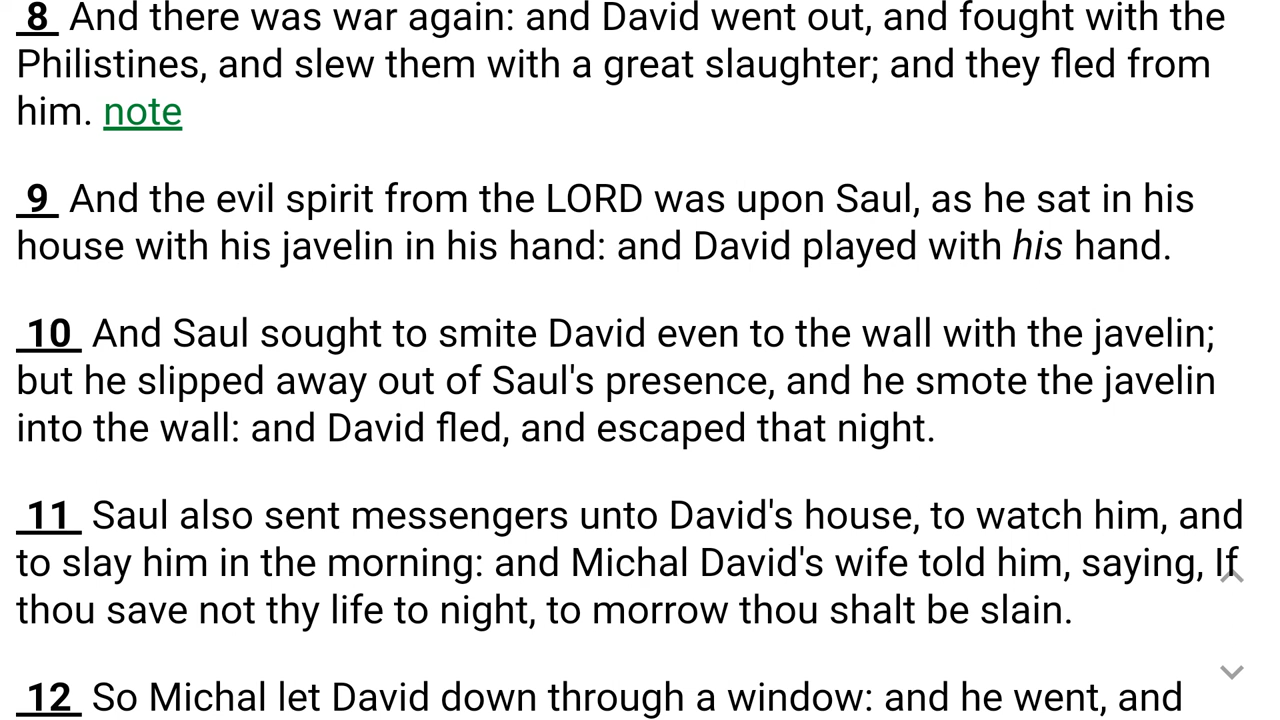 8 And there was war again: and David went out, and fought with the
Philistines, and slew them with a great slaughter; and they fled from
him. note
9 And the evil spirit from the LORD was upon Saul, as he sat in his
house with his javelin in his hand: and David played with his hand.
10 And Saul sought to smite David even to the wall with the javelin;
but he slipped away out of Saul's presence, and he smote the javelin
into the wall: and David fled, and escaped that night.
11 Saul also sent messengers unto David's house, to watch him, and
to slay him in the morning: and Michal David's wife told him, saying, If
thou save not thy life to night, to morrow thou shalt be slain.
12 So Michal let David down through a window: and he went, and